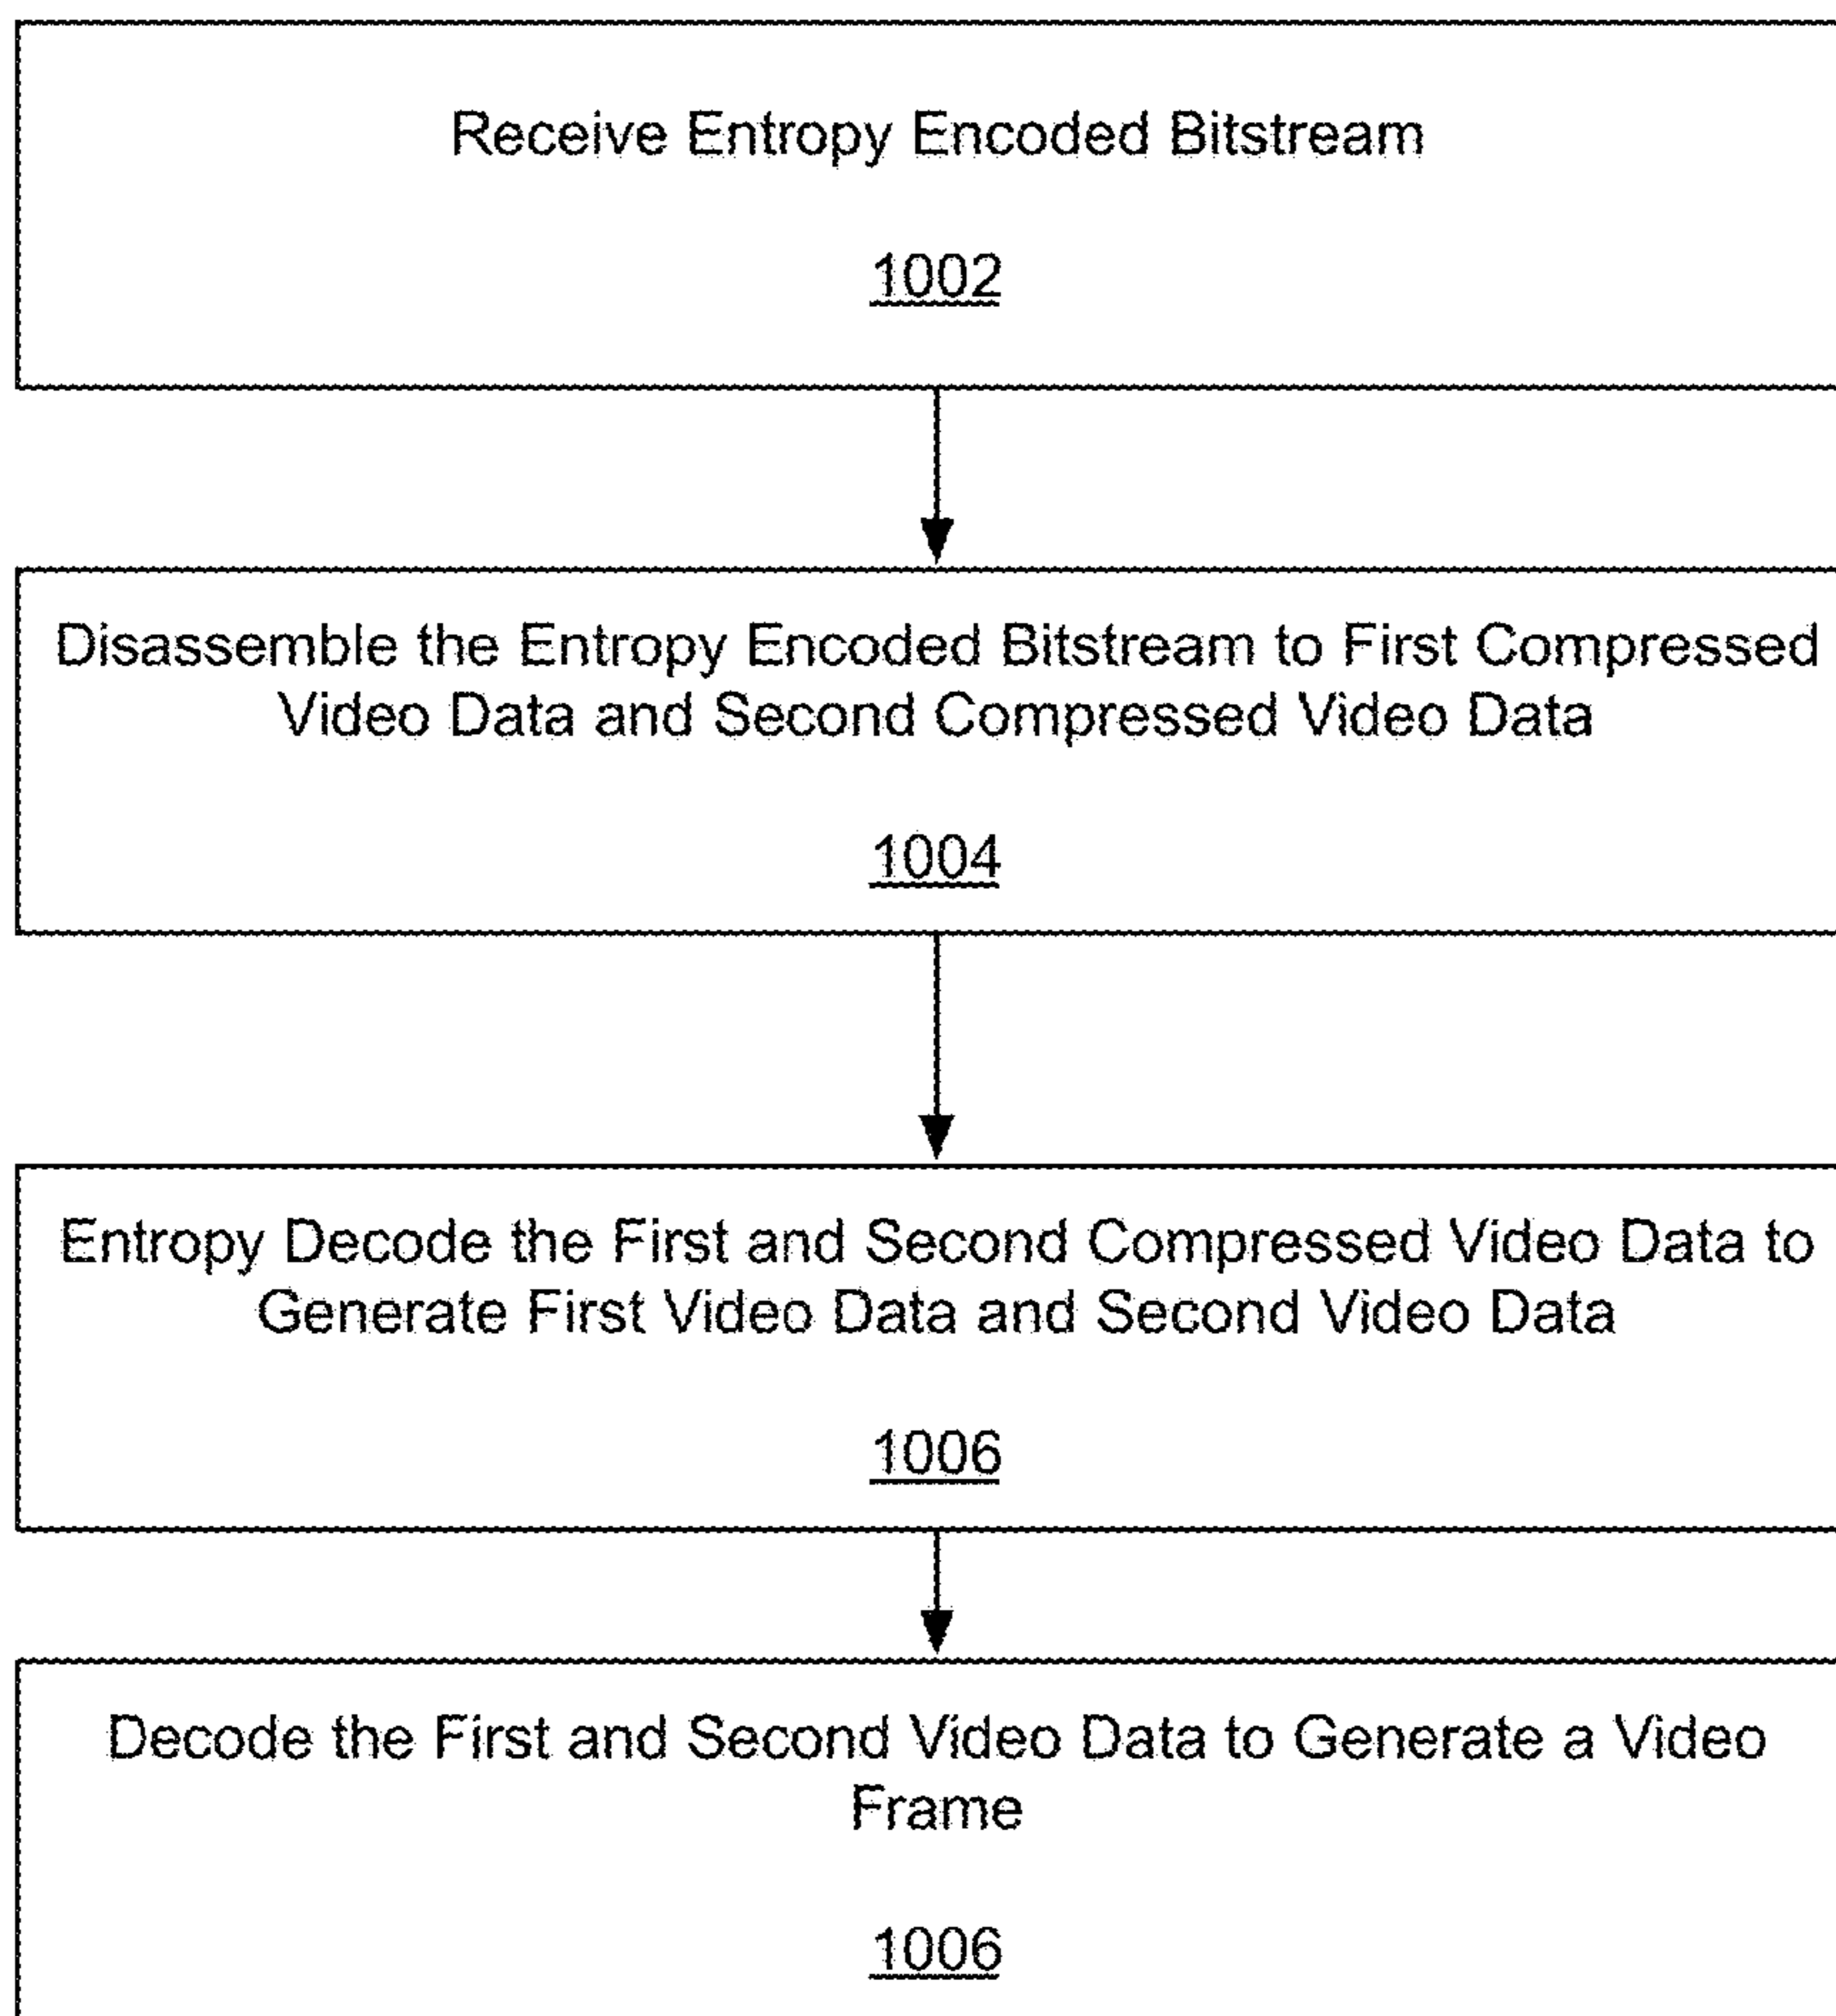 Receive Entropy Encoded Bitstream
1002
Disassemble the Entropy Encoded Bitstream to First Compressed
Video Data and Second Compressed Video Data
1004
Entropy Decode the First and Second Compressed Video Data to
Generate First Video Data and Second Video Data
1006
Decode the First and Second Video Data to Generate a Video
Frame
1006